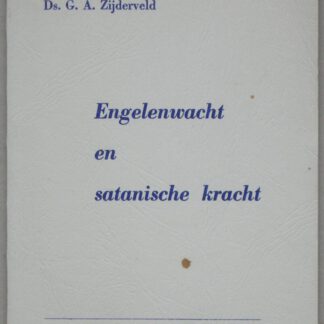 Ds. G. A. Zijderveld
Engelenwacht
en
satanische kracht